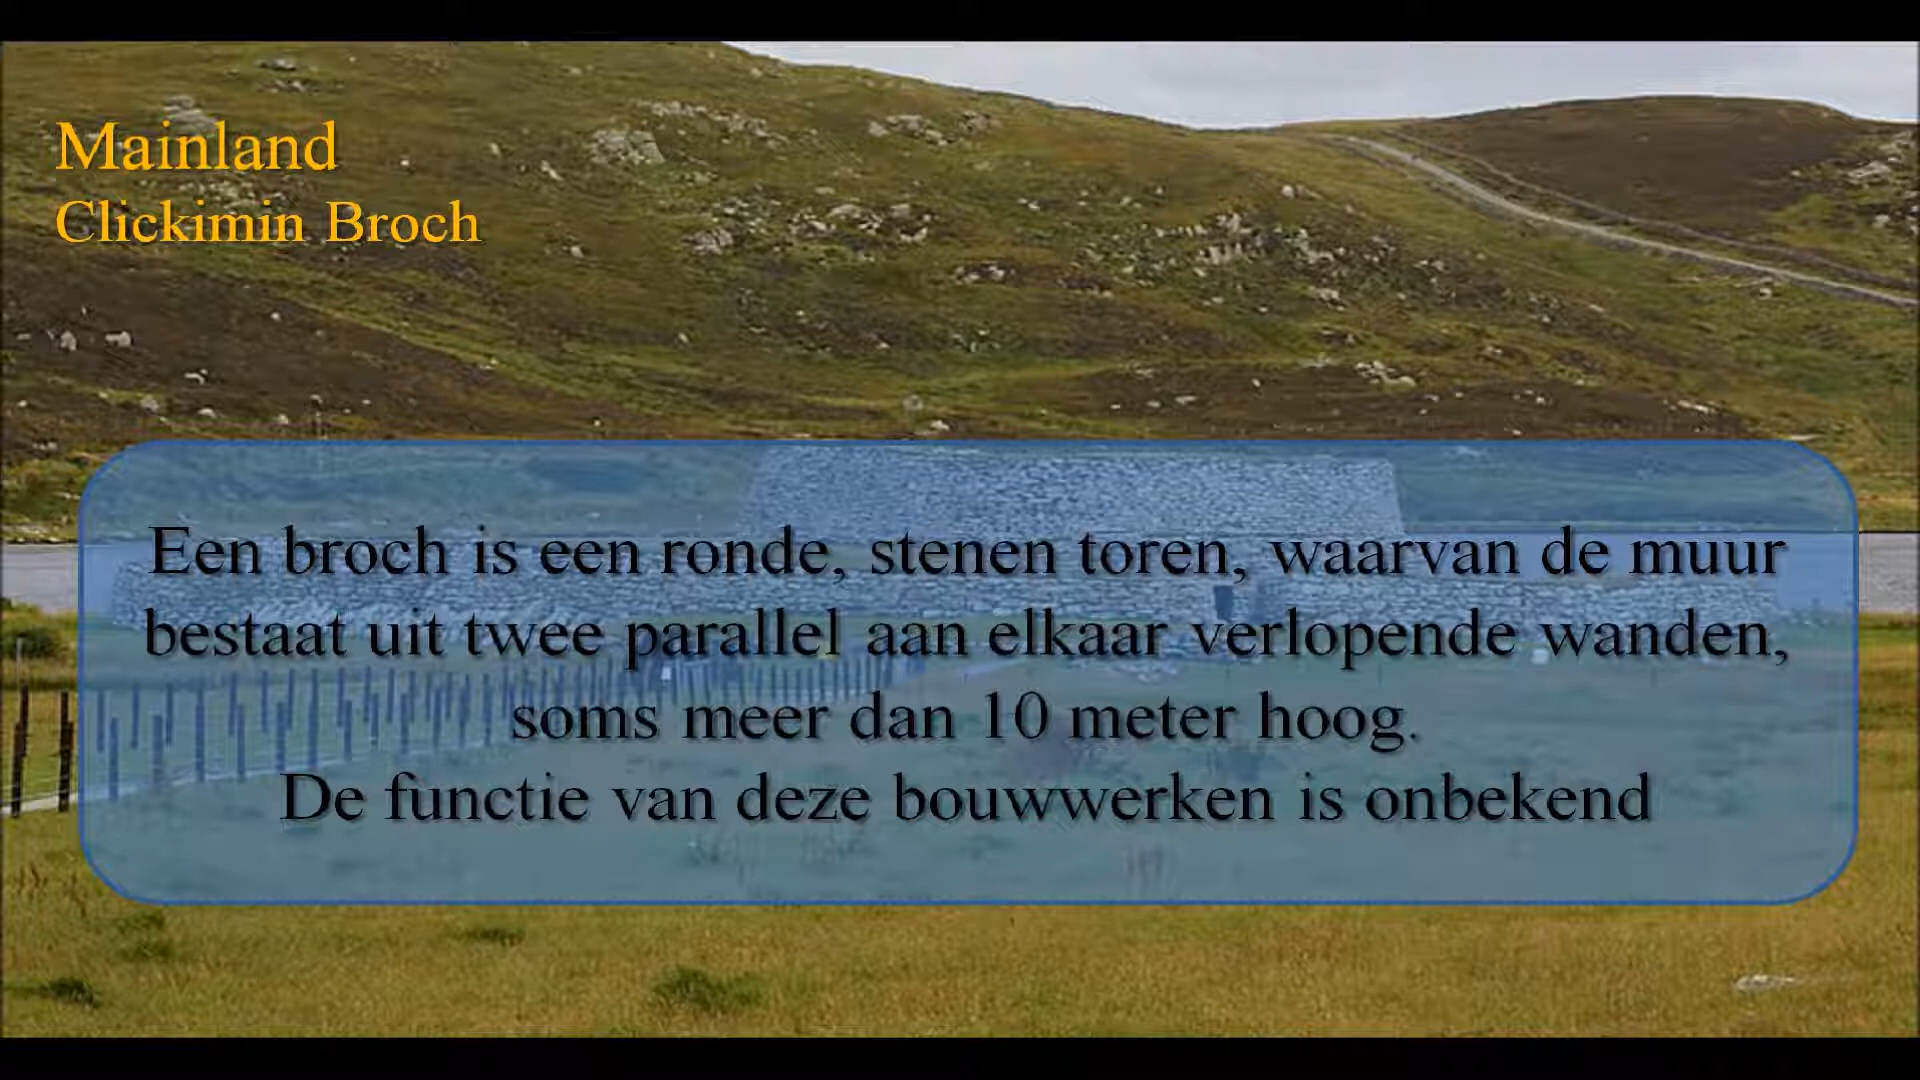 Mainland
Clickimin Broch
Een broch is een ronde, stenen toren, waarvan de muur
bestaat uit twee parallel aan elkaar verlopende wanden,
soms meer dan 10 meter hoog.
De functie van deze bouwwerken is onbekend